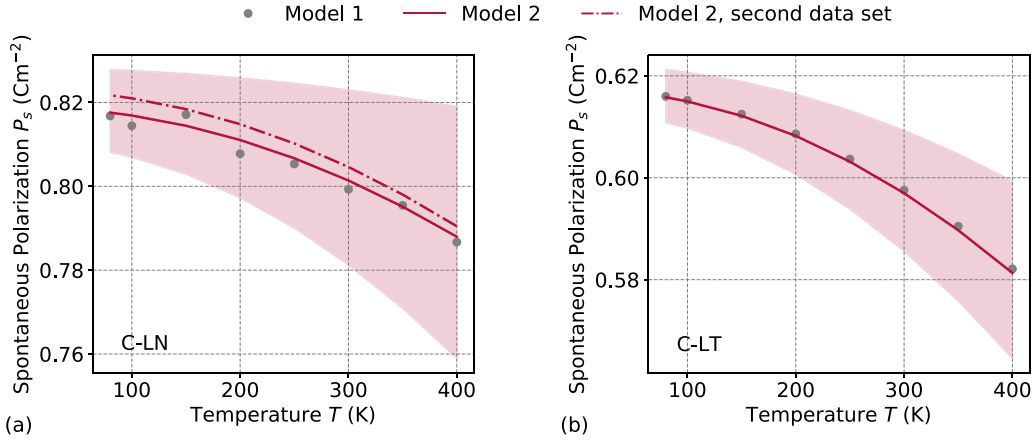 Model 1 Model 2 Model 2, second data set
Spontaneous Polarization Pₛ (Cm⁻²)
0.82
0.80
0.78
0.76
C-LN
100 200 300 400
Temperature T (K)
(a)
Spontaneous Polarization Pₛ (Cm⁻²)
0.62
0.60
0.58
C-LT
100 200 300 400
Temperature T (K)
(b)